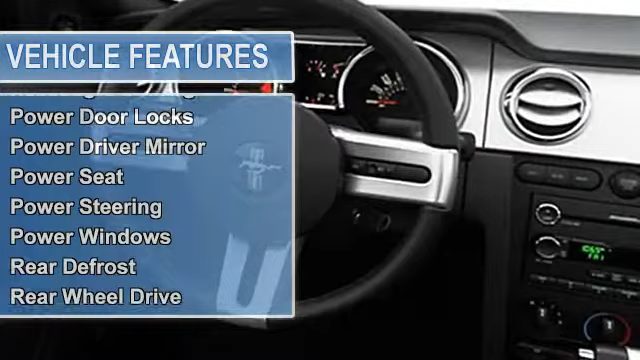 VEHICLE FEATURES
Power Door Locks
Power Driver Mirror
Power Seat
Power Steering
Power Windows
Rear Defrost
Rear Wheel Drive